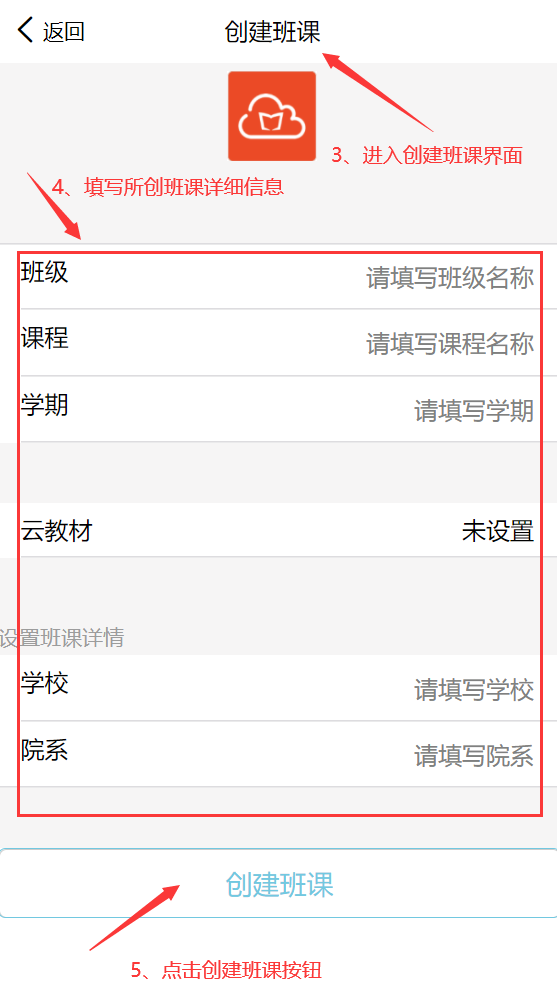 返回
创建班课
3、进入创建班课界面
4、填写所创班课详细信息
班级 请填写班级名称
课程 请填写课程名称
学期 请填写学期
云教材 未设置
设置班课详情
学校 请填写学校
院系 请填写院系
创建班课
5、点击创建班课按钮